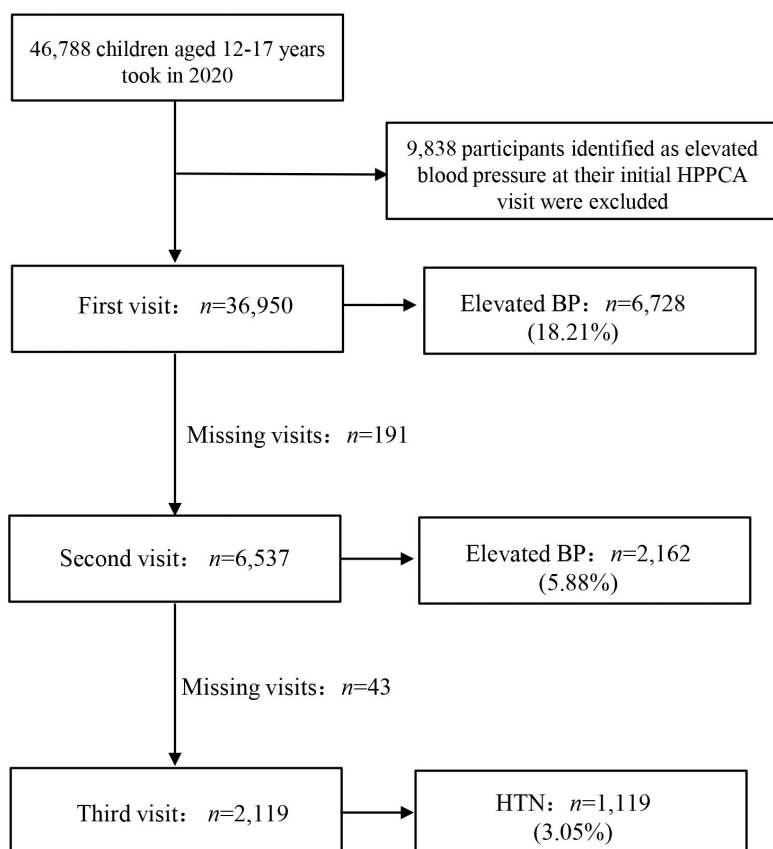 46,788 children aged 12-17 years
took in 2020
9,838 participants identified as elevated
blood pressure at their initial HPPCA
visit were excluded
First visit： n=36,950
Elevated BP： n=6,728
(18.21%)
Missing visits： n=191
Second visit： n=6,537
Elevated BP： n=2,162
(5.88%)
Missing visits： n=43
Third visit： n=2,119
HTN： n=1,119
(3.05%)